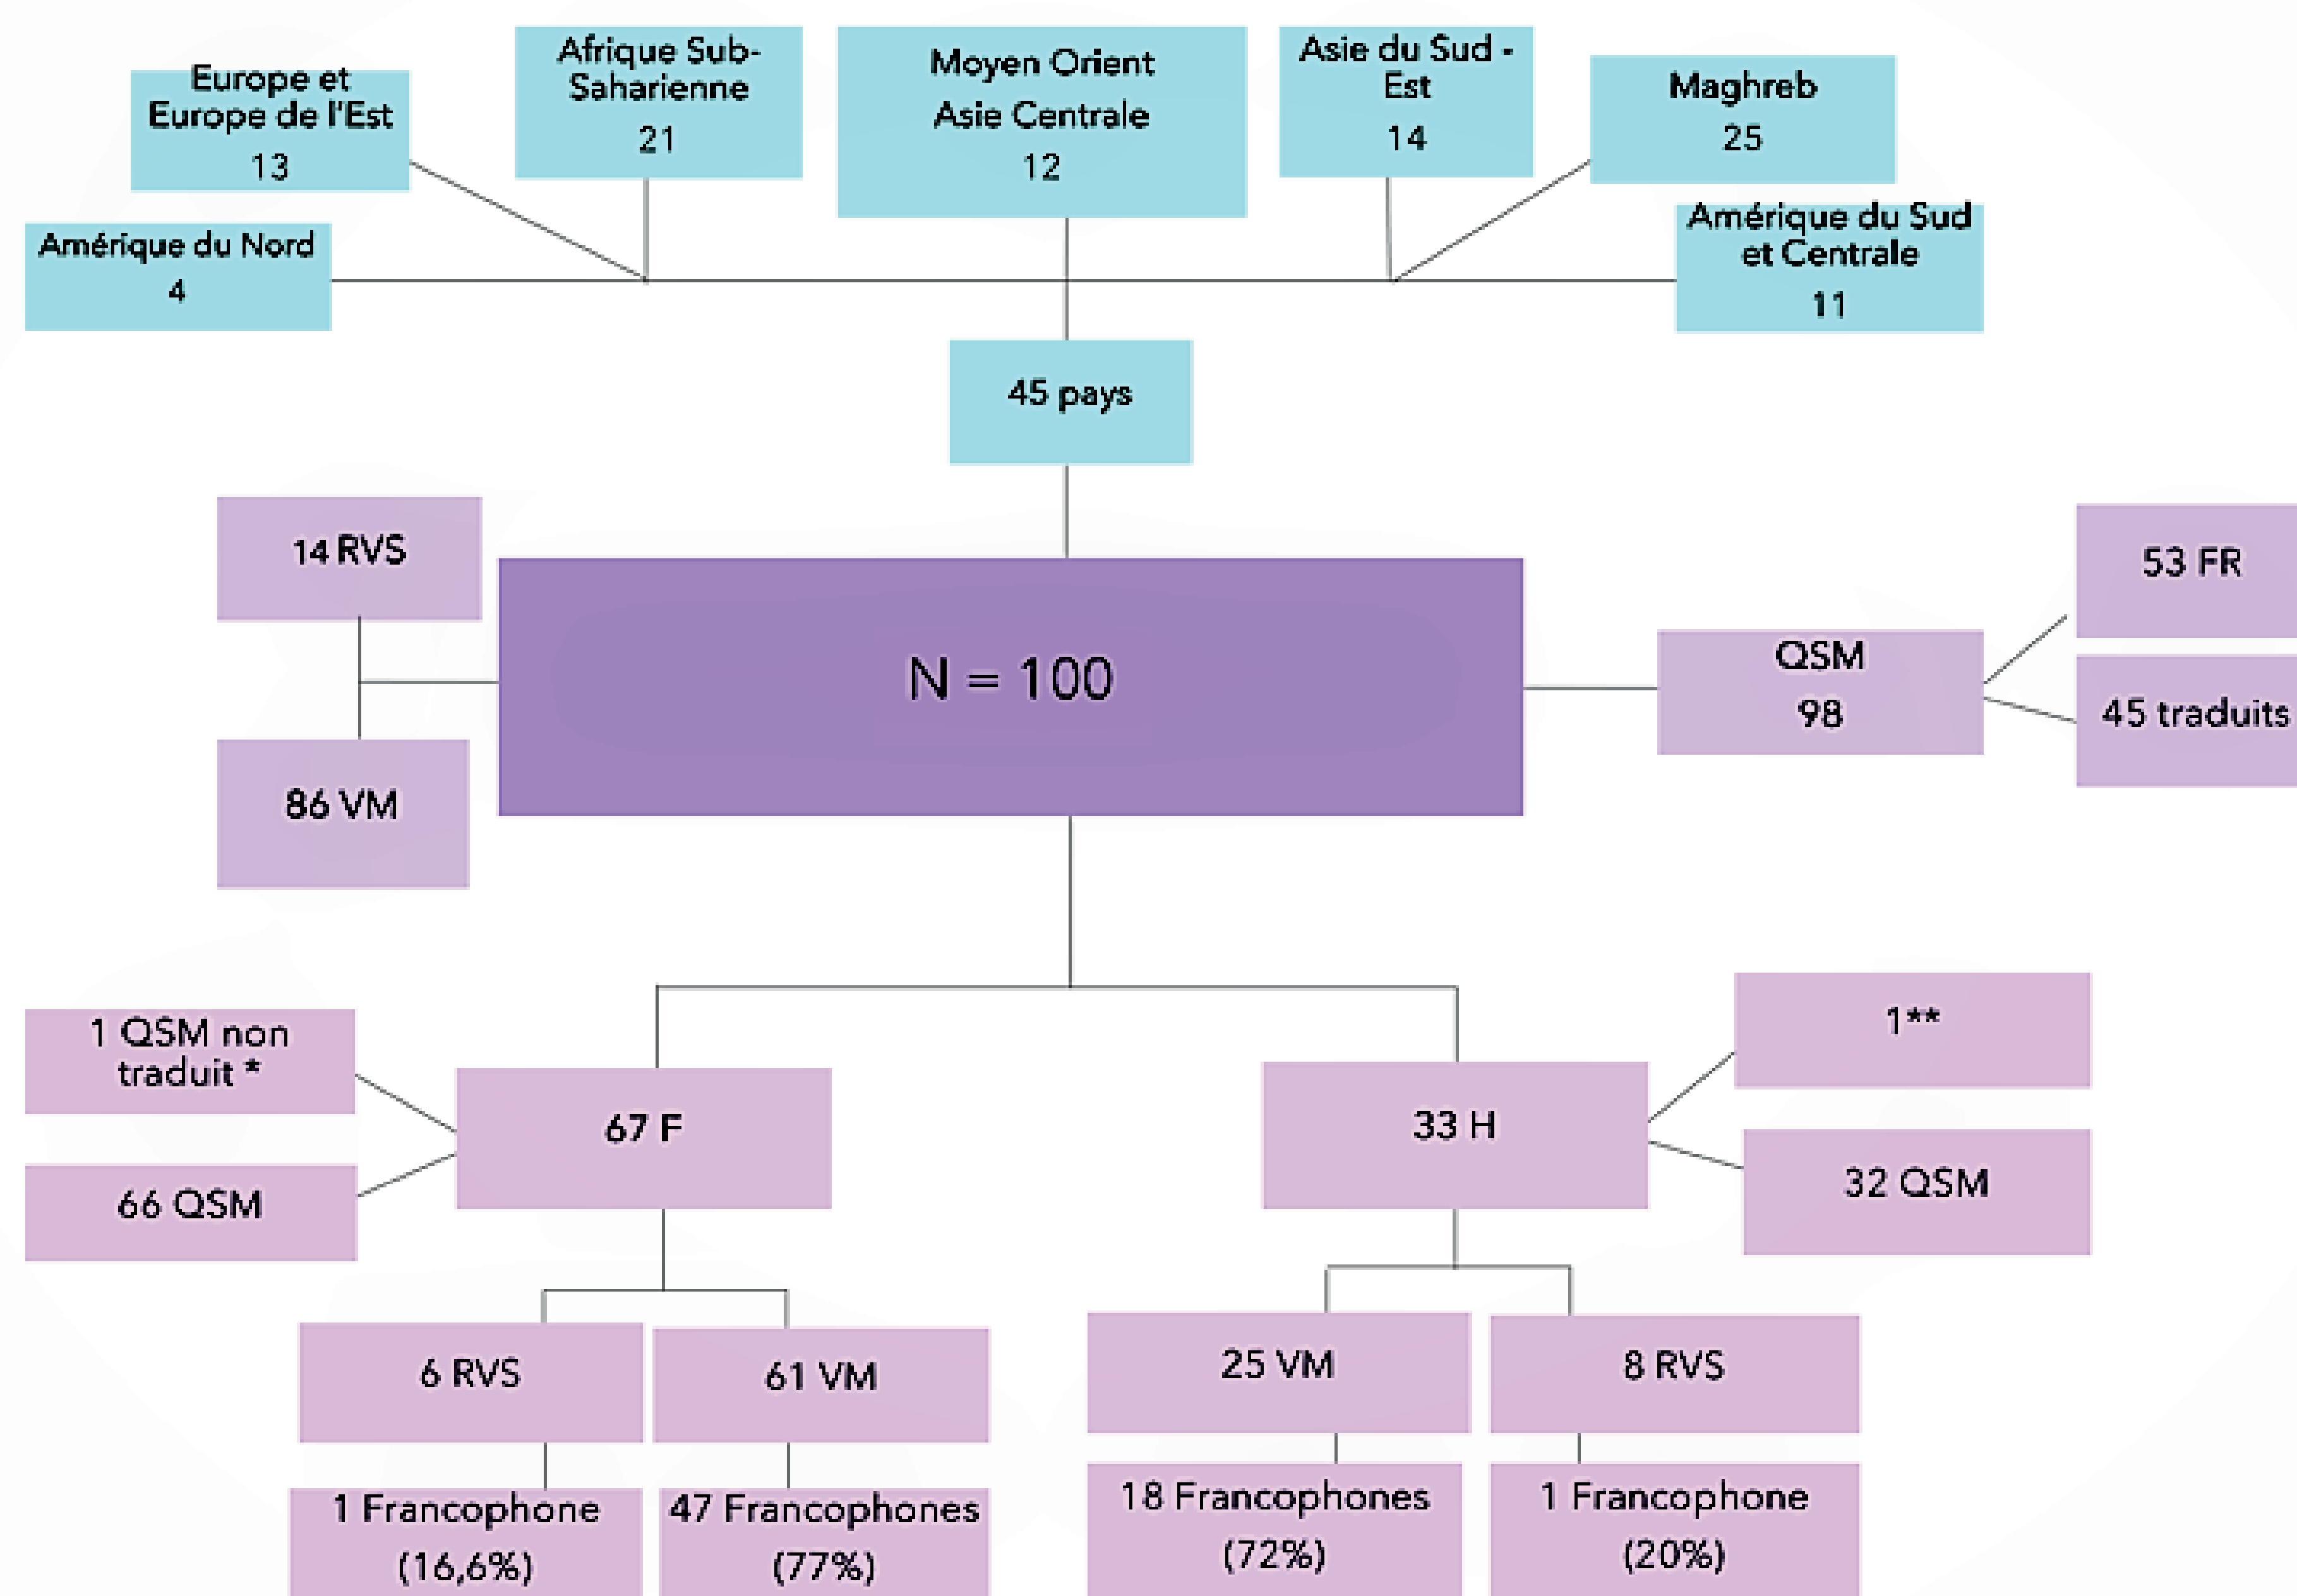 Europe et
Europe de l'Est
13
Afrique Sub-
Saharienne
21
Moyen Orient
Asie Centrale
12
Asie du Sud -
Est
14
Maghreb
25
Amérique du Nord
4
Amérique du Sud
et Centrale
11
45 pays
14 RVS
86 VM
N = 100
QSM
98
53 FR
45 traduits
1 QSM non
traduit *
66 QSM
67 F
33 H
1**
32 QSM
6 RVS
61 VM
25 VM
8 RVS
1 Francophone
(16,6%)
47 Francophones
(77%)
18 Francophones
(72%)
1 Francophone
(20%)